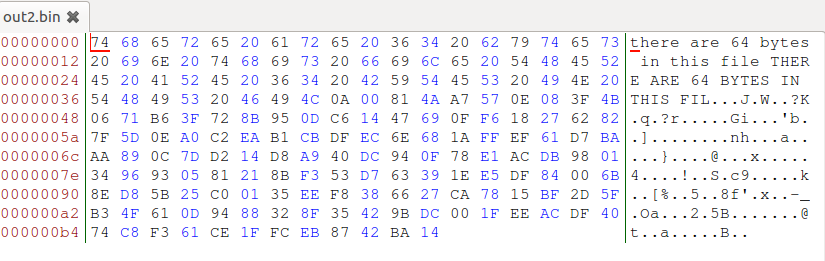 out2.bin ✖
00000000 74 68 65 72 65 20 61 72 65 20 36 34 20 62 79 74 65 73 there are 64 bytes
00000012 20 69 6E 20 74 68 69 73 20 66 69 6C 65 20 54 48 45 52 in this file THER
00000024 45 20 41 52 45 20 36 34 20 42 59 54 45 53 20 49 4E 20 E ARE 64 BYTES IN
00000036 54 48 49 53 20 46 49 4C 0A 00 81 4A A7 57 0E 08 3F 4B THIS FIL...J.W..?K
00000048 06 71 B6 3F 72 8B 95 0D C6 14 47 69 0F F6 18 27 62 82 .q.?r.....Gi...'b.
0000005a 7F 5D 0E A0 C2 EA B1 CB DF EC 6E 68 1A FF EF 61 D7 BA .]........nh...a..
0000006c AA 89 0C 7D D2 14 D8 A9 40 DC 94 0F 78 E1 AC DB 98 01 ...}....@...x.....
0000007e 34 96 93 05 81 21 8B F3 53 D7 63 39 1E E5 DF 84 00 6B 4....!..S.c9.....k
00000090 8E D8 5B 25 C0 01 35 EE F8 38 66 27 CA 78 15 BF 2D 5F ..[%..5..8f'.x..-_
000000a2 B3 4F 61 0D 94 88 32 8F 35 42 9B DC 00 1F EE AC DF 40 .Oa...2.5B.......@
000000b4 74 C8 F3 61 CE 1F FC EB 87 42 BA 14 t..a.....B..